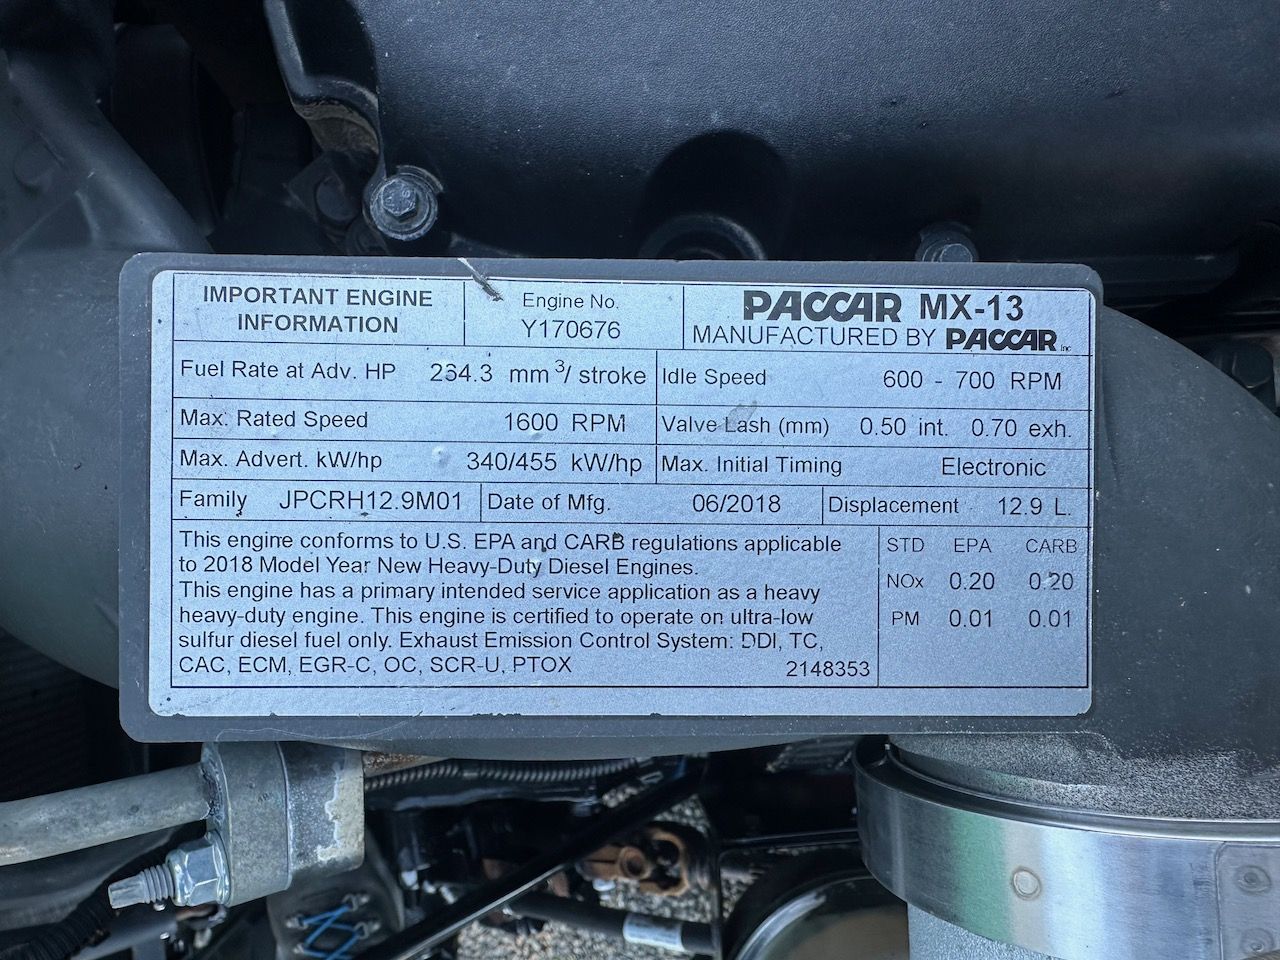 IMPORTANT ENGINE
INFORMATION
Engine No.
Y170676
PACCAR MX-13
MANUFACTURED BY PACCAR Inc
Fuel Rate at Adv. HP 234.3 mm³/ stroke
Idle Speed 600 - 700 RPM
Max. Rated Speed 1600 RPM
Valve Lash (mm) 0.50 int. 0.70 exh.
Max. Advert. kW/hp 340/455 kW/hp
Max. Initial Timing Electronic
Family JPCRH12.9M01
Date of Mfg. 06/2018
Displacement 12.9 L.
This engine conforms to U.S. EPA and CARB regulations applicable
to 2018 Model Year New Heavy-Duty Diesel Engines.
This engine has a primary intended service application as a heavy
heavy-duty engine. This engine is certified to operate on ultra-low
sulfur diesel fuel only. Exhaust Emission Control System: DDI, TC,
CAC, ECM, EGR-C, OC, SCR-U, PTOX
2148353
STD EPA CARB
NOx 0.20 0.20
PM 0.01 0.01